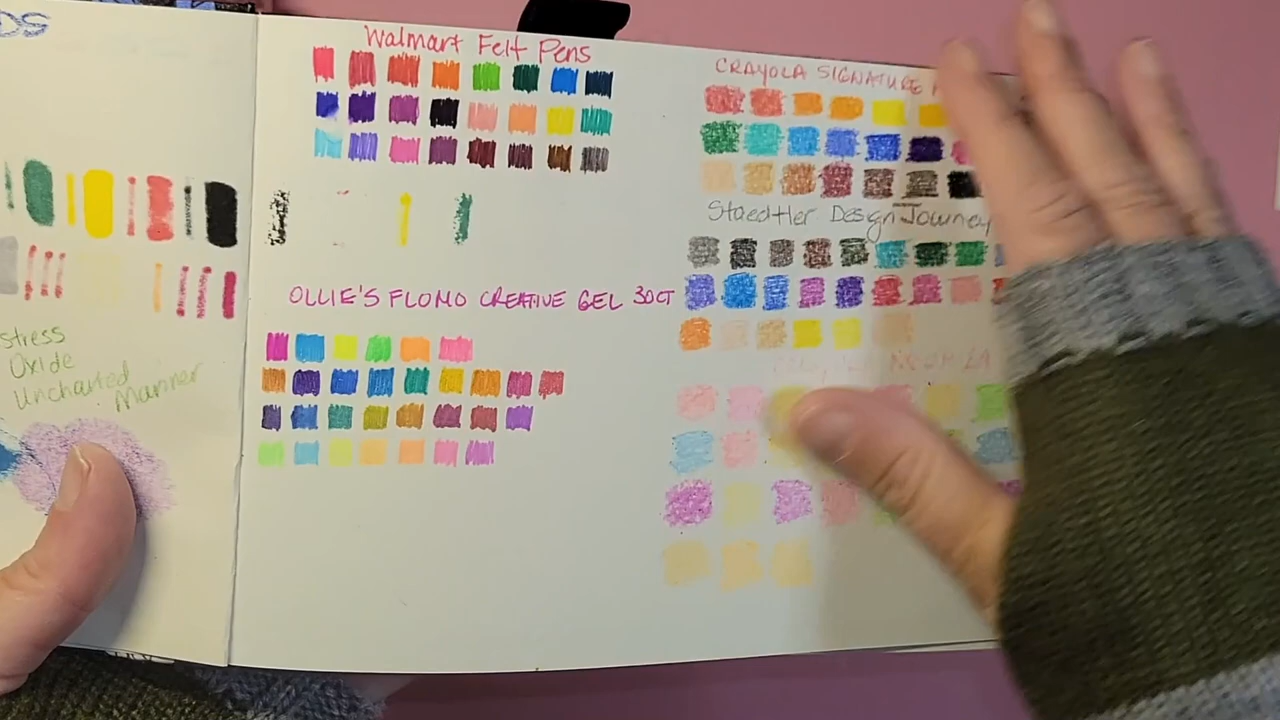 DS
stress
Oxide
Uncharted
Mariner
Walmart Felt Pens
OLLIE'S FLOMO CREATIVE GEL 30CT
CRAYOLA SIGNATURE
Staedtler Design Journey